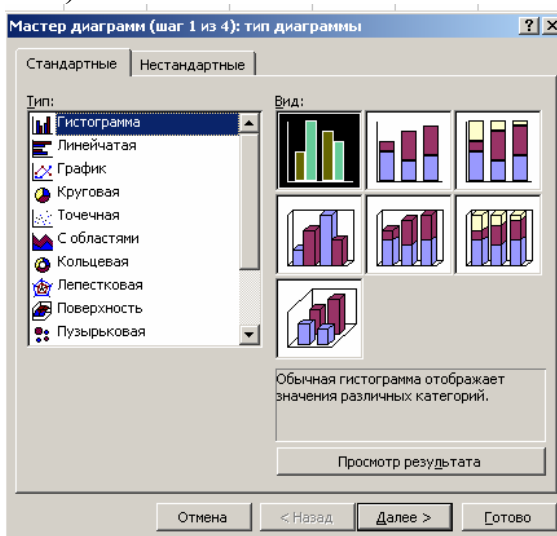 Мастер диаграмм (шаг 1 из 4): тип диаграммы
Стандартные
Нестандартные
Тип:
Вид:
Гистограмма
Линейчатая
График
Круговая
Точечная
С областями
Кольцевая
Лепестковая
Поверхность
Пузырьковая
Обычная гистограмма отображает
значения различных категорий.
Просмотр результата
Отмена
< Назад
Далее >
Готово